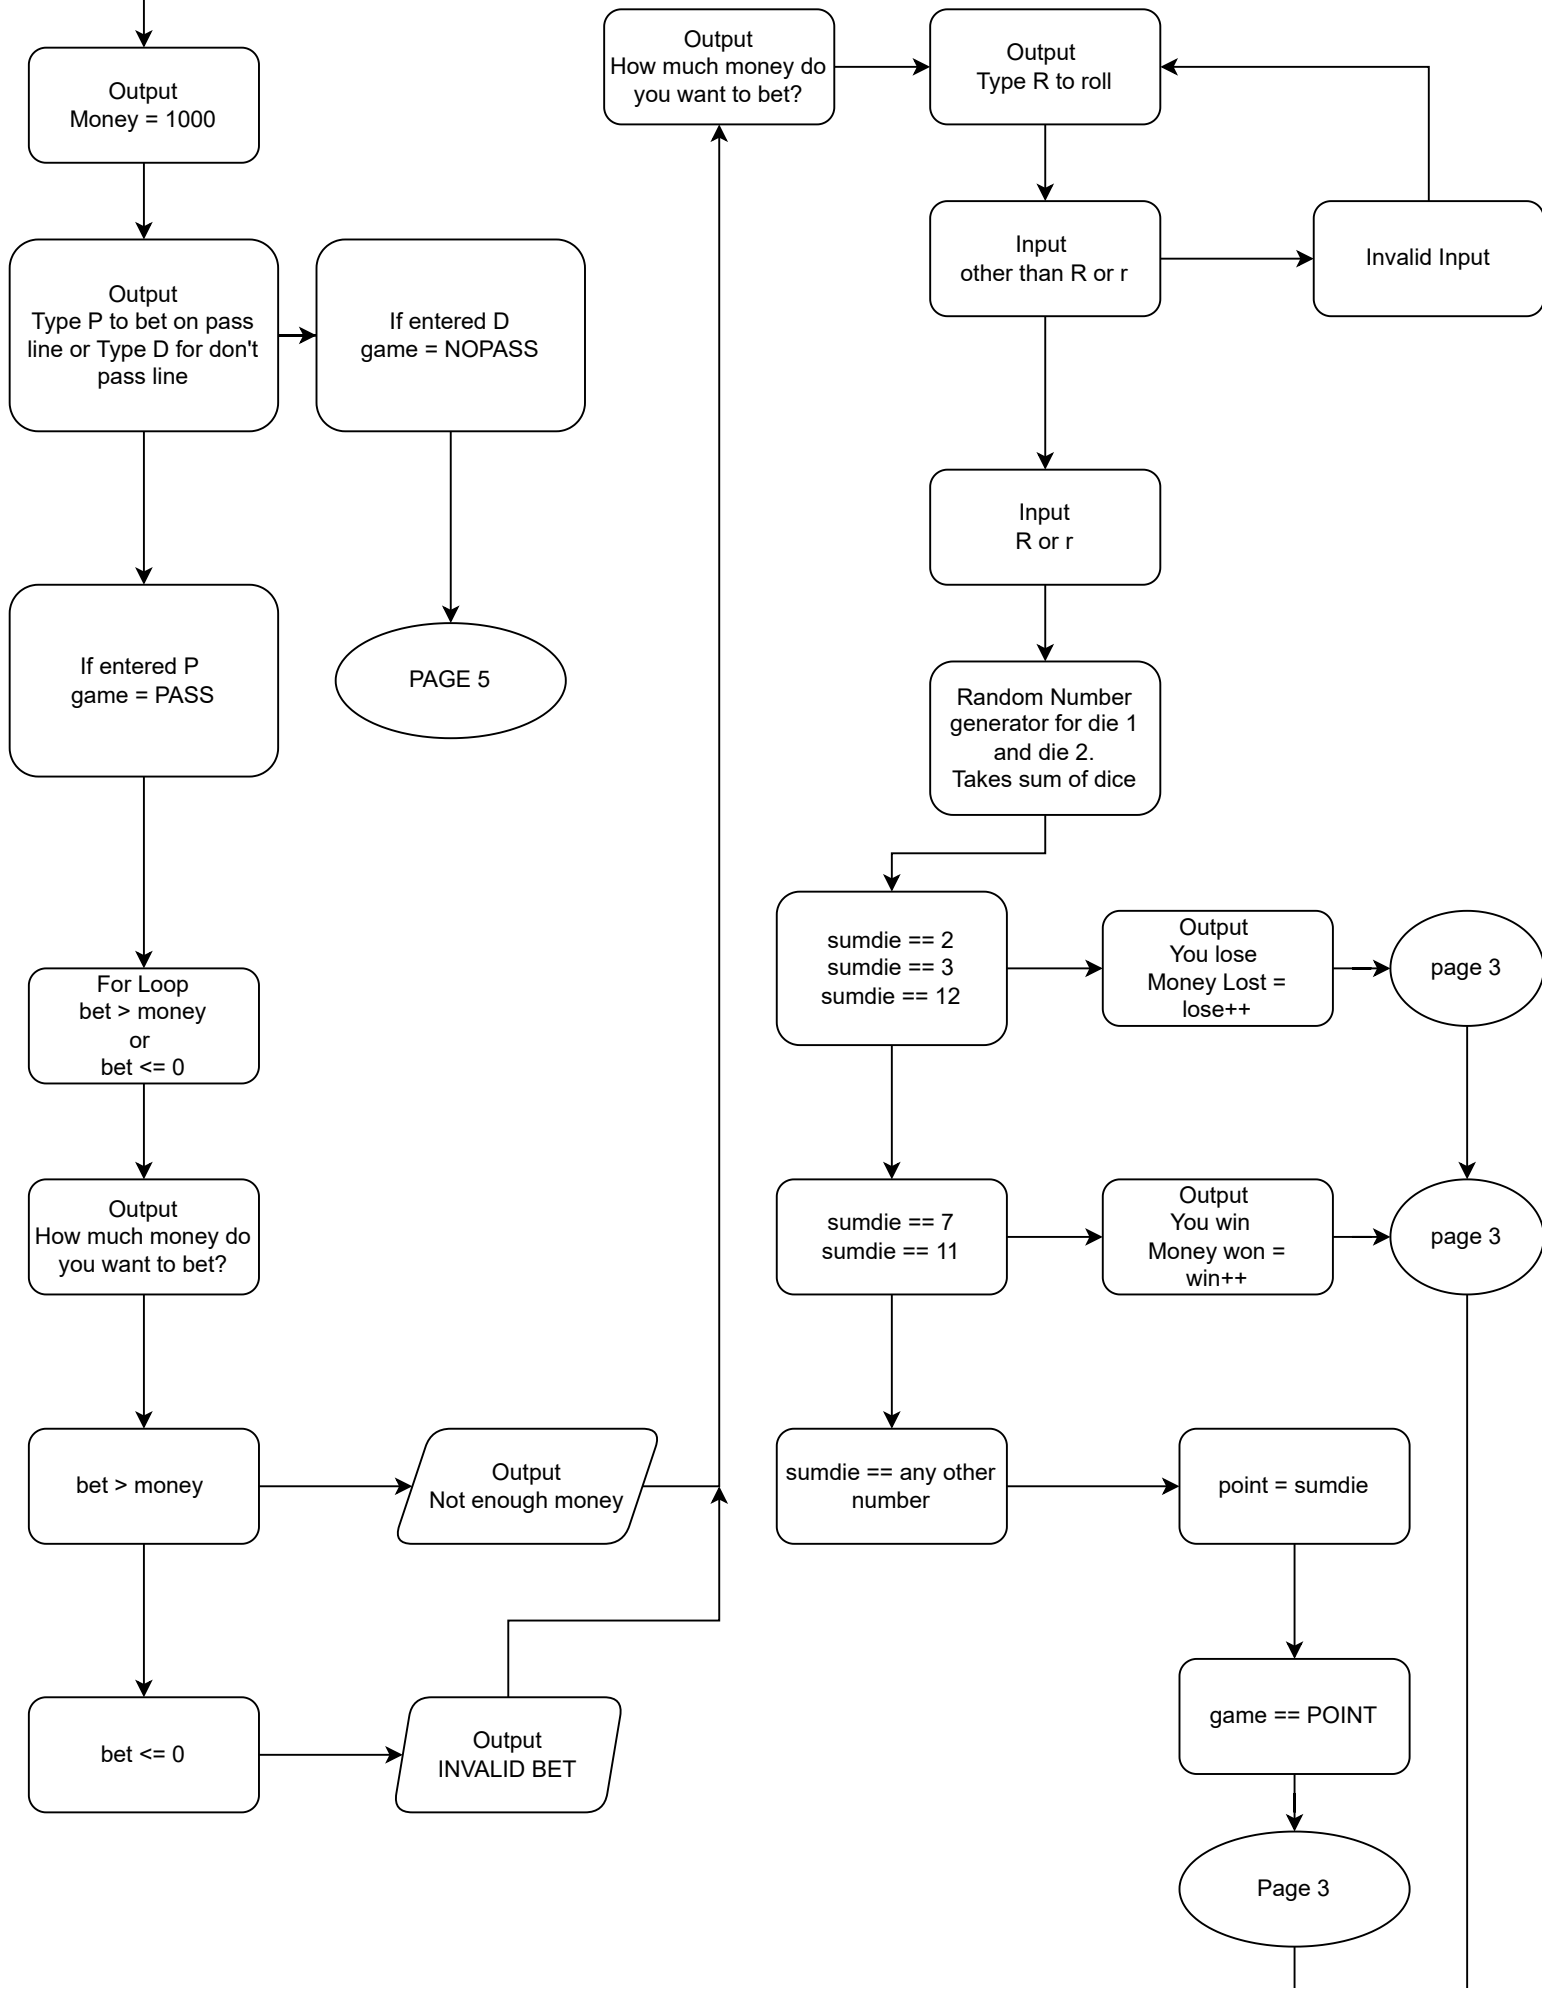 Output
Money = 1000
Output
Type P to bet on pass
line or Type D for don't
pass line
If entered D
game = NOPASS
If entered P
game = PASS
PAGE 5
For Loop
bet > money
or
bet <= 0
Output
How much money do
you want to bet?
bet > money
Output
Not enough money
bet <= 0
Output
INVALID BET
Output
How much money do
you want to bet?
Output
Type R to roll
Input
other than R or r
Invalid Input
Input
R or r
Random Number
generator for die 1
and die 2.
Takes sum of dice
sumdie == 2
sumdie == 3
sumdie == 12
Output
You lose
Money Lost =
lose++
page 3
sumdie == 7
sumdie == 11
Output
You win
Money won =
win++
page 3
sumdie == any other
number
point = sumdie
game == POINT
Page 3